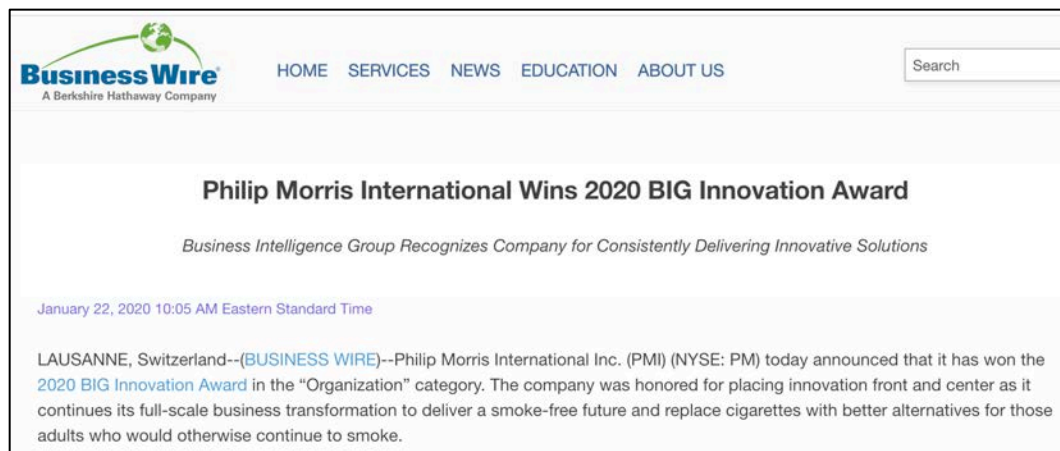 BusinessWire
A Berkshire Hathaway Company
HOME SERVICES NEWS EDUCATION ABOUT US
Search
Philip Morris International Wins 2020 BIG Innovation Award
Business Intelligence Group Recognizes Company for Consistently Delivering Innovative Solutions
January 22, 2020 10:05 AM Eastern Standard Time
LAUSANNE, Switzerland--(BUSINESS WIRE)--Philip Morris International Inc. (PMI) (NYSE: PM) today announced that it has won the
2020 BIG Innovation Award in the “Organization” category. The company was honored for placing innovation front and center as it
continues its full-scale business transformation to deliver a smoke-free future and replace cigarettes with better alternatives for those
adults who would otherwise continue to smoke.